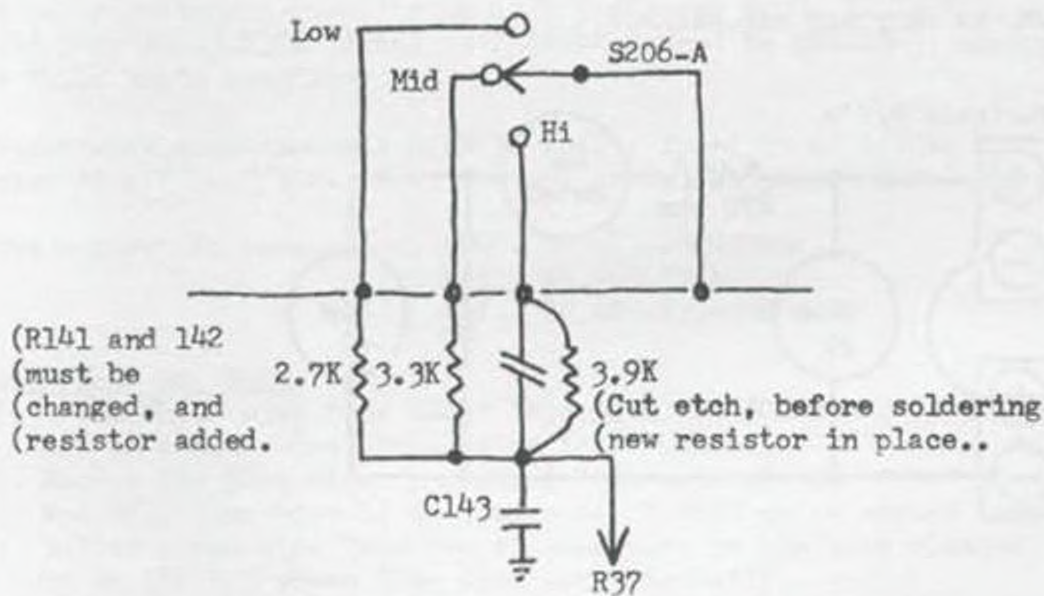 Low
S206-A
Mid
Hi
(R141 and 142
(must be
(changed, and
(resistor added.
2.7K 3.3K
3.9K
(Cut etch, before soldering
(new resistor in place..
C143
R37